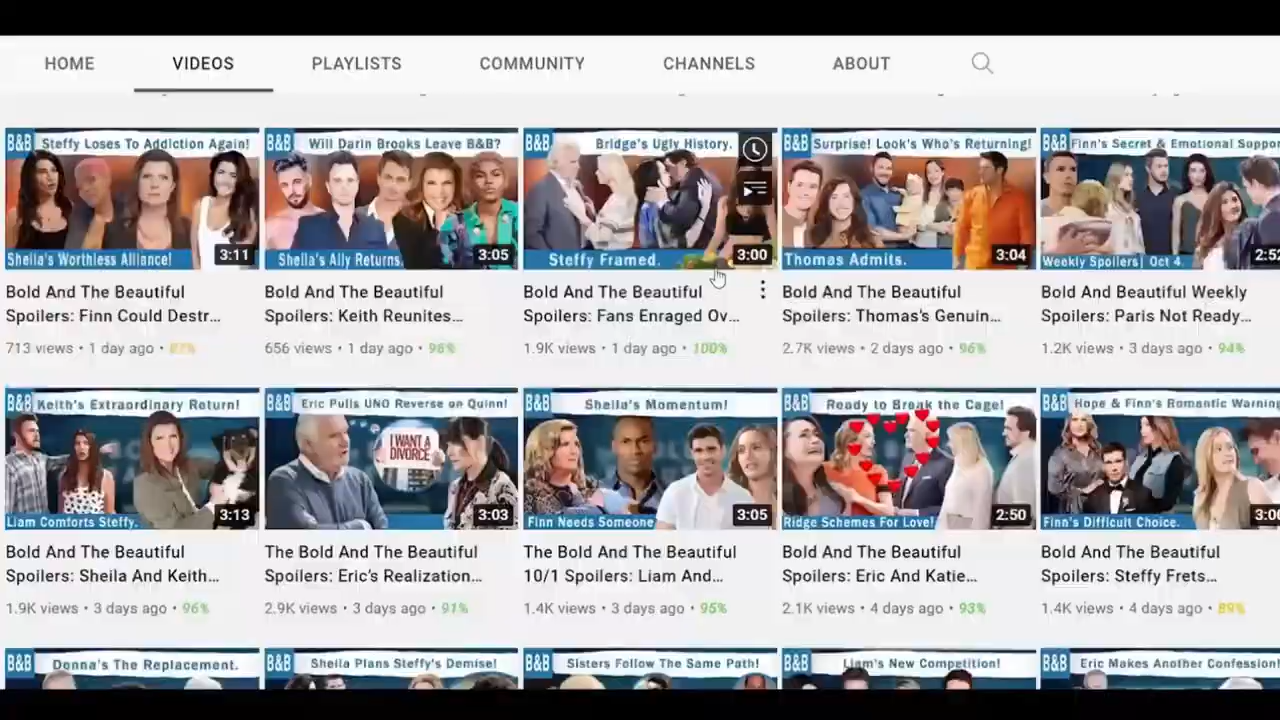 HOME VIDEOS PLAYLISTS COMMUNITY CHANNELS ABOUT
B&B Steffy Loses To Addiction Again!
Sheila's Worthless Alliance! 3:11
Bold And The Beautiful
Spoilers: Finn Could Destr...
713 views • 1 day ago • 87%
B&B Will Darin Brooks Leave B&B?
Sheila's Ally Returns. 3:05
Bold And The Beautiful
Spoilers: Keith Reunites...
656 views • 1 day ago • 98%
B&B Bridge's Ugly History.
Steffy Framed. 3:00
Bold And The Beautiful
Spoilers: Fans Enraged Ov...
1.9K views • 1 day ago • 100%
B&B Surprise! Look's Who's Returning!
Thomas Admits. 3:04
Bold And The Beautiful
Spoilers: Thomas's Genuin...
2.7K views • 2 days ago • 96%
B&B Finn's Secret & Emotional Suppor
Weekly Spoilers| Oct 4. 2:52
Bold And Beautiful Weekly
Spoilers: Paris Not Ready...
1.2K views • 3 days ago • 94%
B&B Keith's Extraordinary Return!
Liam Comforts Steffy. 3:13
Bold And The Beautiful
Spoilers: Sheila And Keith...
1.9K views • 3 days ago • 96%
B&B Eric Pulls UNO Reverse on Quinn!
I WANT A
DIVORCE
3:03
The Bold And The Beautiful
Spoilers: Eric's Realization...
2.9K views • 3 days ago • 91%
B&B Sheila's Momentum!
Finn Needs Someone 3:05
The Bold And The Beautiful
10/1 Spoilers: Liam And...
1.4K views • 3 days ago • 95%
B&B Ready to Break the Cage!
Ridge Schemes For Love! 2:50
Bold And The Beautiful
Spoilers: Eric And Katie...
2.1K views • 4 days ago • 93%
B&B Hope & Finn's Romantic Warning
Finn's Difficult Choice. 3:00
Bold And The Beautiful
Spoilers: Steffy Frets...
1.4K views • 4 days ago • 89%
B&B Donna's The Replacement.
B&B Sheila Plans Steffy's Demise!
B&B Sisters Follow The Same Path!
B&B Liam's New Competition!
B&B Eric Makes Another Confession!